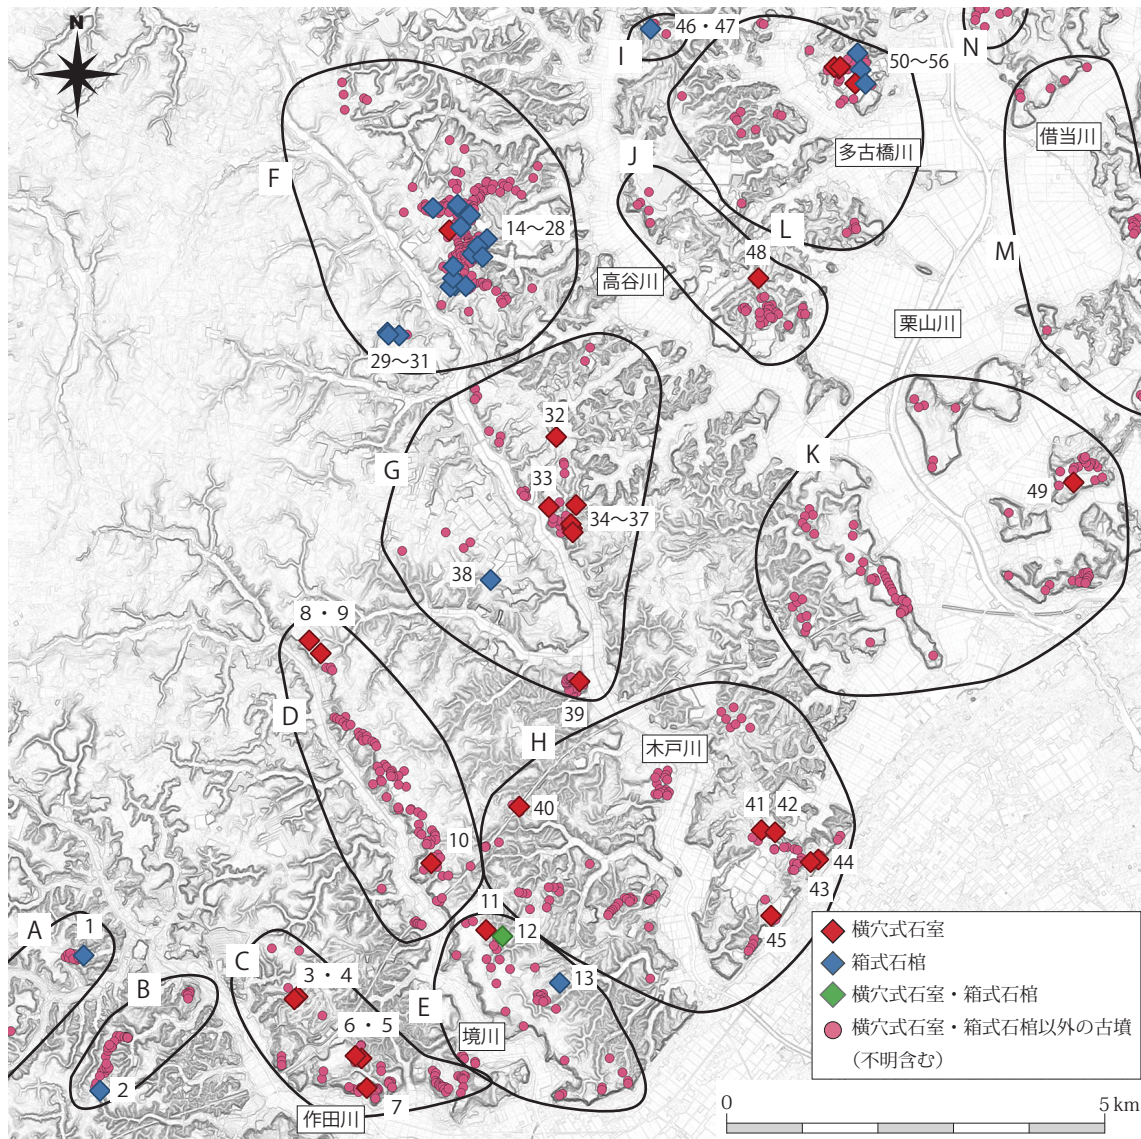 N
I
46・47
N
50～56
借当川
多古橋川
F
J
14～28
L
48
M
高谷川
栗山川
29～31
32
G
K
33
49
34～37
38
8・9
D
39
H
木戸川
40
41
42
10
44
43
11
12
45
A
1
C
3・4
13
B
E
6・5
境川
2
7
作田川
横穴式石室
箱式石棺
横穴式石室・箱式石棺
横穴式石室・箱式石棺以外の古墳
（不明含む）
0
5 km